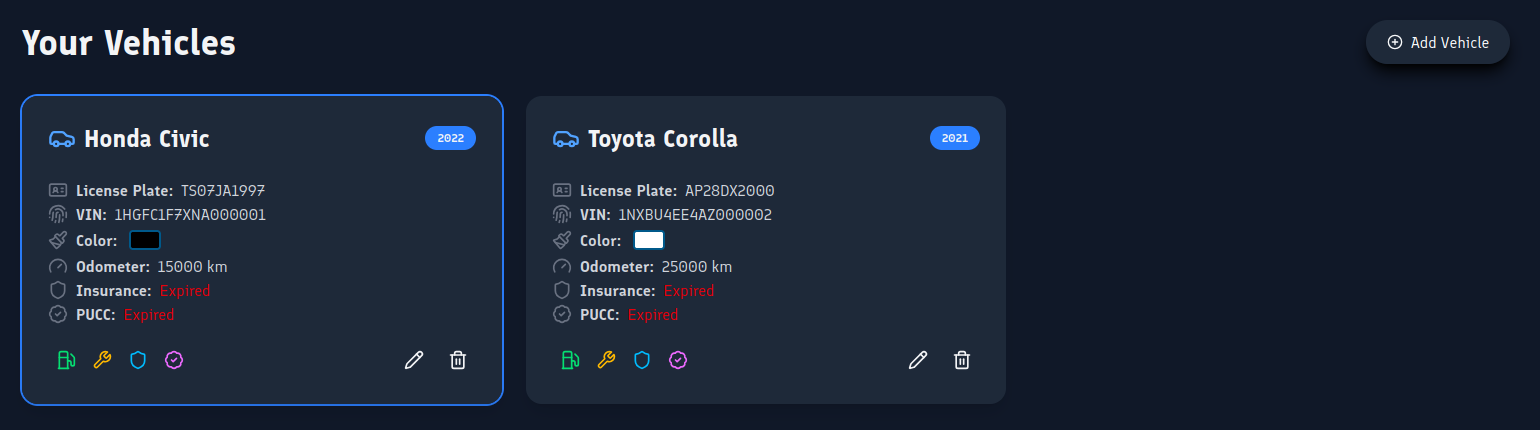 Your Vehicles
Add Vehicle
Honda Civic
2022
License Plate: TS07JA1997
VIN: 1HGFC1F7XNA000001
Color:
Odometer: 15000 km
Insurance: Expired
PUCC: Expired
Toyota Corolla
2021
License Plate: AP28DX2000
VIN: 1NXBU4EE4AZ000002
Color:
Odometer: 25000 km
Insurance: Expired
PUCC: Expired